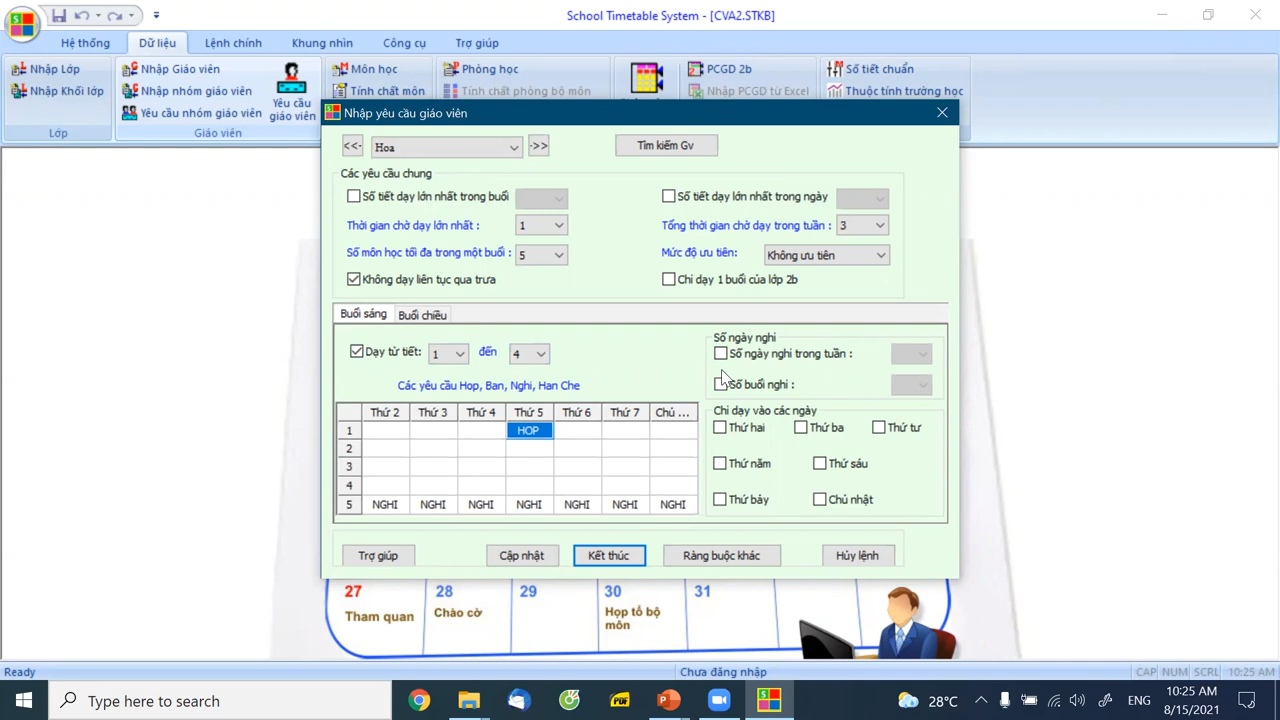 School Timetable System - [CVA2.STKB]
Hệ thống Dữ liệu Lệnh chính Khung nhìn Công cụ Trợ giúp
Nhập Lớp Nhập Giáo viên Môn học Phòng học PCGD 2b Số tiết chuẩn
Nhập Khối lớp Nhập nhóm giáo viên Tính chất môn Tính chất phòng bộ môn Nhập PCGD từ Excel Thuộc tính trường học
Yêu cầu nhóm giáo viên Yêu cầu giáo viên
Lớp Giáo viên
Nhập yêu cầu giáo viên
<<- Hoa ->> Tìm kiếm Gv
Các yêu cầu chung
Số tiết dạy lớn nhất trong buổi Số tiết dạy lớn nhất trong ngày
Thời gian chờ dạy lớn nhất : 1 Tổng thời gian chờ dạy trong tuần : 3
Số môn học tối đa trong một buổi : 5 Mức độ ưu tiên: Không ưu tiên
Không dạy liên tục qua trưa Chỉ dạy 1 buổi của lớp 2b
Buổi sáng Buổi chiều
Dạy từ tiết: 1 đến 4
Các yêu cầu Hop, Ban, Nghi, Han Che
Thứ 2 Thứ 3 Thứ 4 Thứ 5 Thứ 6 Thứ 7 Chủ ...
1 HOP
2
3
4
5 NGHI NGHI NGHI NGHI NGHI NGHI NGHI
Số ngày nghỉ
Số ngày nghỉ trong tuần :
Số buổi nghỉ :
Chỉ dạy vào các ngày
Thứ hai Thứ ba Thứ tư
Thứ năm Thứ sáu
Thứ bảy Chủ nhật
Trợ giúp Cập nhật Kết thúc Ràng buộc khác Hủy lệnh
27 28 29 30 31
Tham quan Chào cờ Họp tổ bộ
môn
Ready Chưa đăng nhập CAP NUM SCRL 10:25 AM
Type here to search PDF 28°C ENG 10:25 AM
8/15/2021